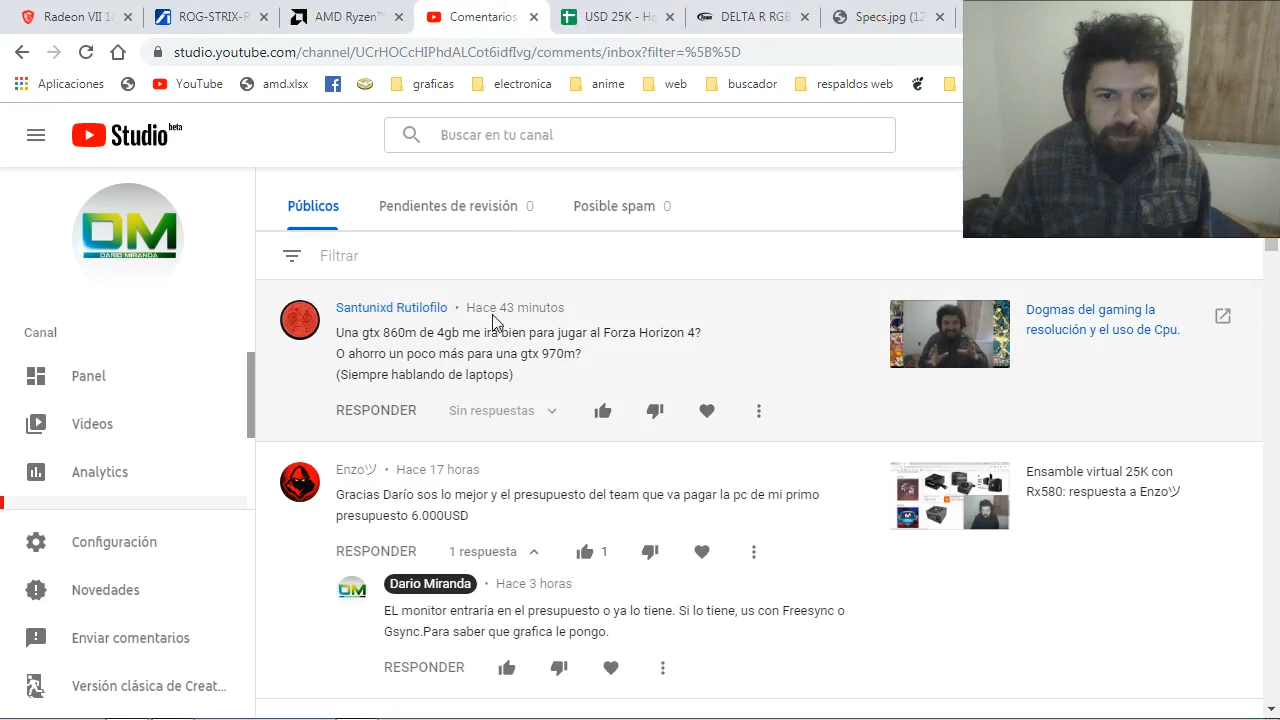 Radeon VII 1
ROG-STRIX-R
AMD Ryzen™
Comentarios
USD 25K - Ho
DELTA R RGB
specs.jpg (12
studio.youtube.com/channel/UCrHOCcHIPhdALCot6idfIvg/comments/inbox?filter=%5B%5D
Aplicaciones
YouTube
amd.xlsx
graficas
electronica
anime
web
buscador
respaldos web
Studio beta
Buscar en tu canal
Públicos
Pendientes de revisión 0
Posible spam 0
Filtrar
DM
DARIO MIRANDA
Canal
Panel
Videos
Analytics
Configuración
Novedades
Enviar comentarios
Versión clásica de Creat...
Santunixd Rutilofilo • Hace 43 minutos
Una gtx 860m de 4gb me iria bien para jugar al Forza Horizon 4?
O ahorro un poco más para una gtx 970m?
(Siempre hablando de laptops)
RESPONDER Sin respuestas
Dogmas del gaming la
resolución y el uso de Cpu.
Enzoツ • Hace 17 horas
Gracias Darío sos lo mejor y el presupuesto del team que va pagar la pc de mi primo
presupuesto 6.000USD
RESPONDER 1 respuesta 1
Ensamble virtual 25K con
Rx580: respuesta a Enzoツ
DM
Dario Miranda • Hace 3 horas
EL monitor entraría en el presupuesto o ya lo tiene. Si lo tiene, us con Freesync o
Gsync.Para saber que grafica le pongo.
RESPONDER